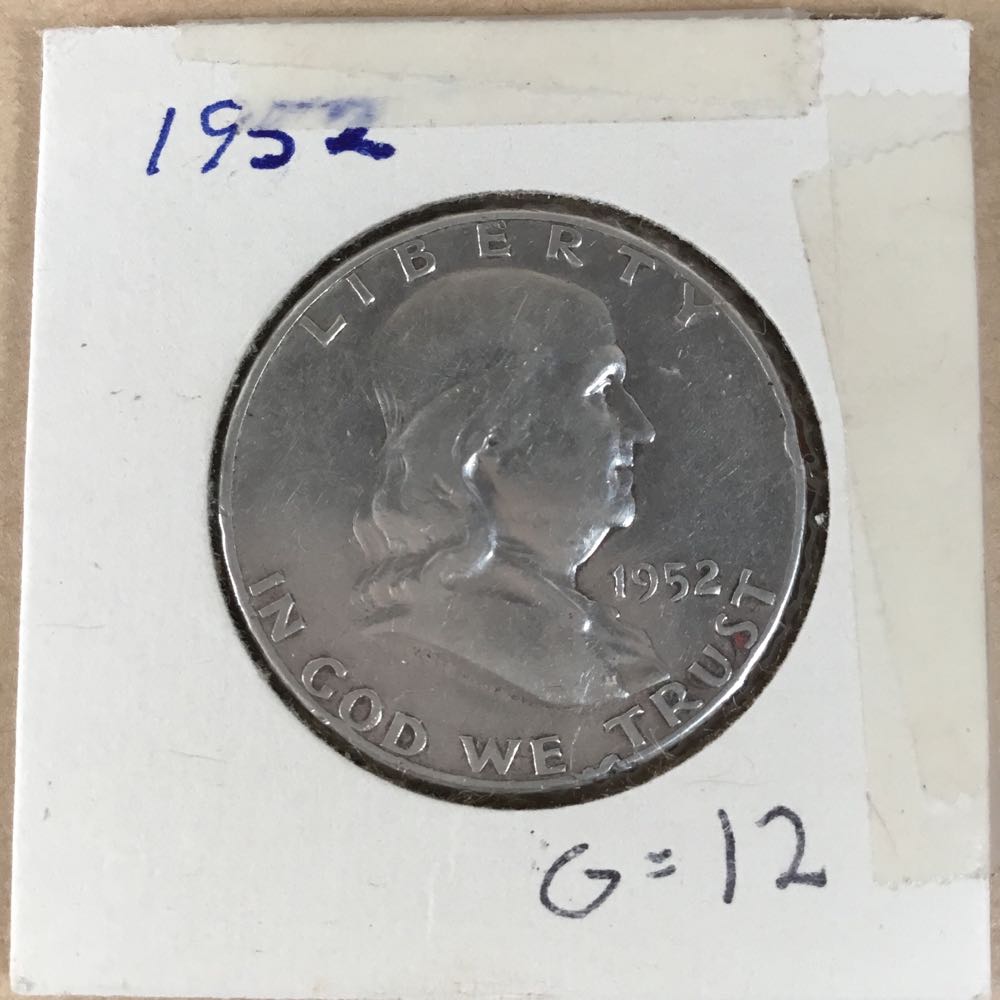 1952
LIBERTY
1952
IN GOD WE TRUST
G=12